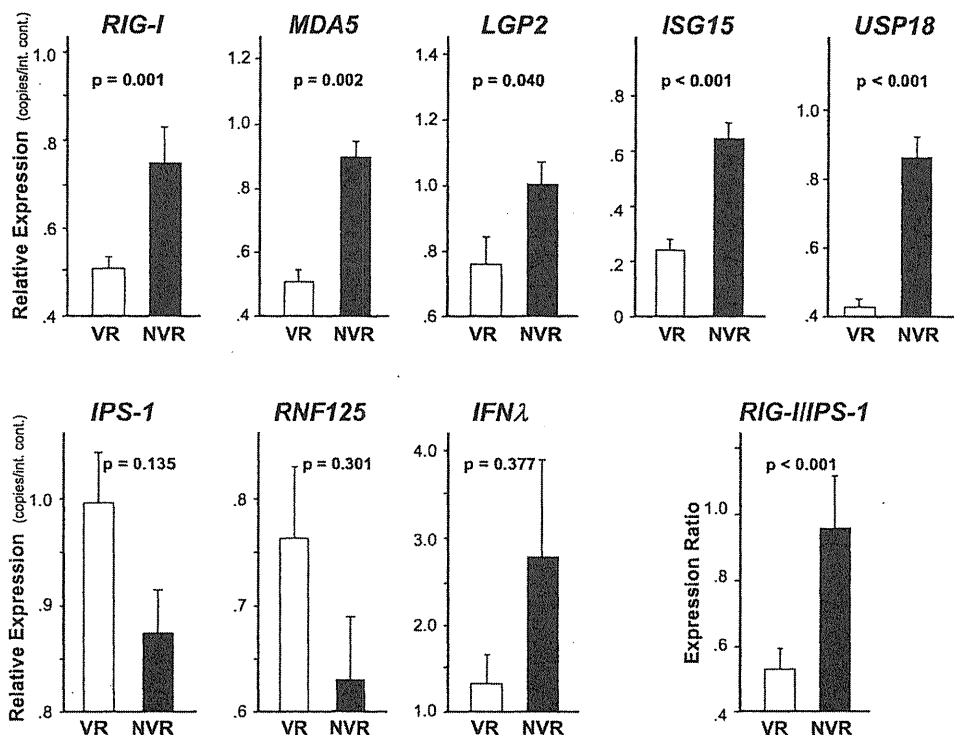 RIG-I
MDA5
LGP2
ISG15
USP18
Relative Expression (copies/int. cont.)
1.0
.8
.6
.4
p = 0.001
VR NVR
1.2
1.0
.8
.6
.4
p = 0.002
VR NVR
1.4
1.2
1.0
.8
.6
p = 0.040
VR NVR
.8
.6
.4
.2
0
p < 0.001
VR NVR
1.0
.8
.6
.4
p < 0.001
VR NVR
IPS-1
RNF125
IFNλ
RIG-I/IPS-1
Relative Expression (copies/int. cont.)
1.0
.9
.8
p = 0.135
VR NVR
.8
.7
.6
p = 0.301
VR NVR
4.0
3.0
2.0
1.0
p = 0.377
VR NVR
Expression Ratio
1.0
.8
.6
.4
p < 0.001
VR NVR